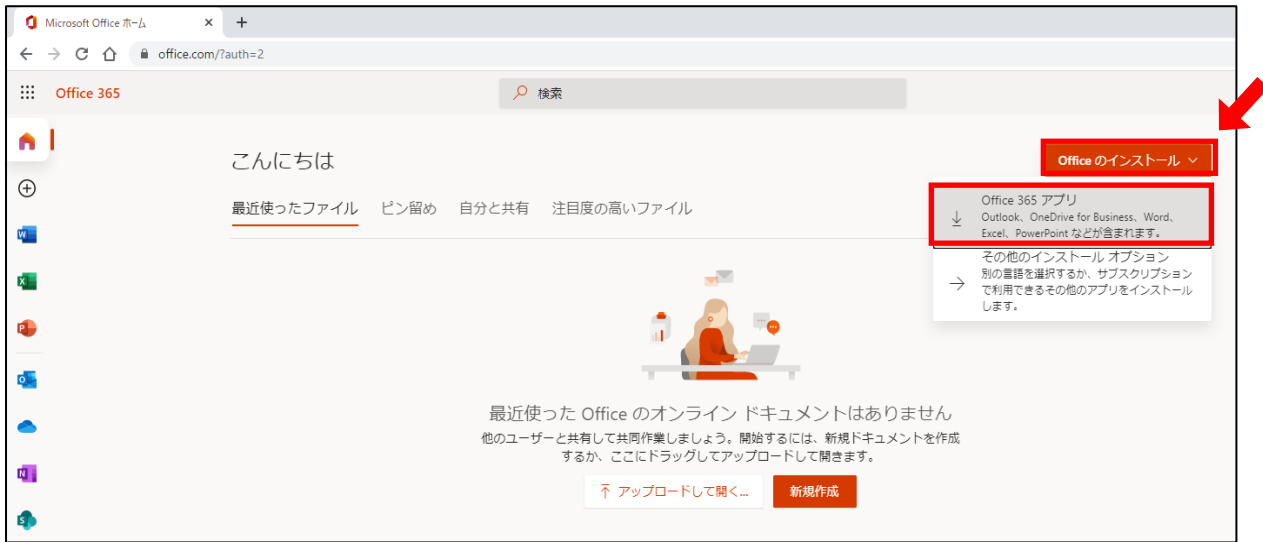 Microsoft Office ホーム
office.com/?auth=2
Office 365
検索
こんにちは
Office のインストール
最近使ったファイル ピン留め 自分と共有 注目度の高いファイル
Office 365 アプリ
Outlook、OneDrive for Business、Word、
Excel、PowerPoint などが含まれます。
その他のインストール オプション
別の言語を選択するか、サブスクリプション
で利用できるその他のアプリをインストール
します。
最近使った Office のオンライン ドキュメントはありません
他のユーザーと共有して共同作業しましょう。開始するには、新規ドキュメントを作成
するか、ここにドラッグしてアップロードして開きます。
アップロードして開く... 新規作成